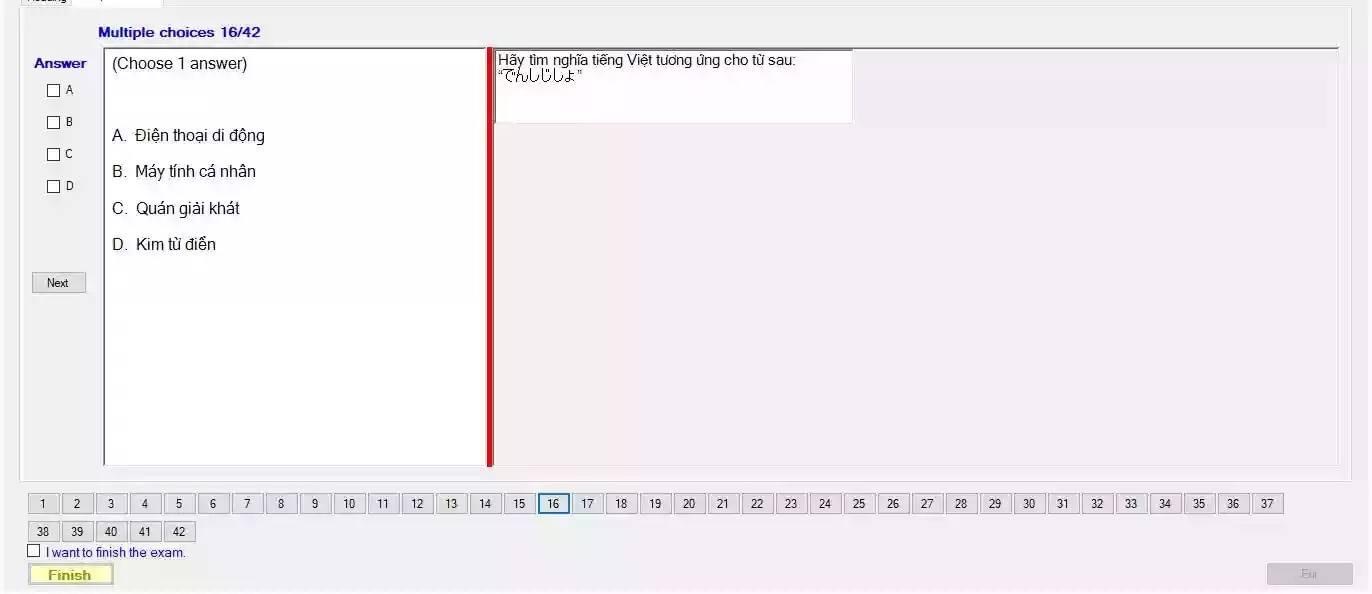 Multiple choices 16/42
Answer
A
B
C
D
Next
(Choose 1 answer)
A. Điện thoại di động
B. Máy tính cá nhân
C. Quán giải khát
D. Kim từ điển
Hãy tìm nghĩa tiếng Việt tương ứng cho từ sau:
“でんしじしよ”
1 2 3 4 5 6 7 8 9 10 11 12 13 14 15 16 17 18 19 20 21 22 23 24 25 26 27 28 29 30 31 32 33 34 35 36 37
38 39 40 41 42
I want to finish the exam.
Finish